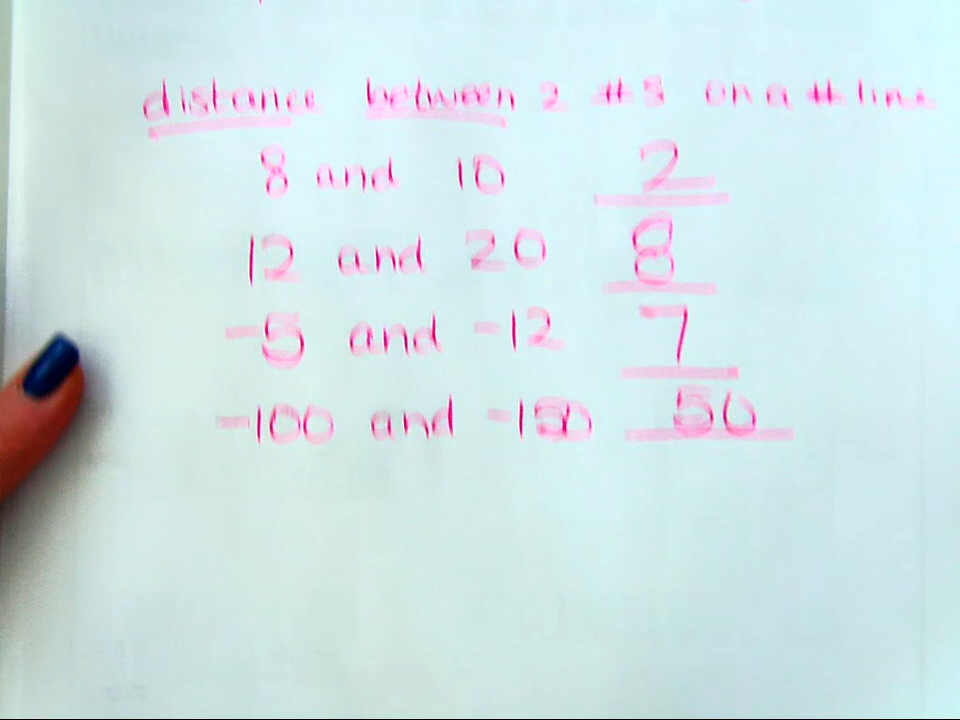 distance between 2 #s on a # line
8 and 10 2
12 and 20 8
-5 and -12 7
-100 and -150 50